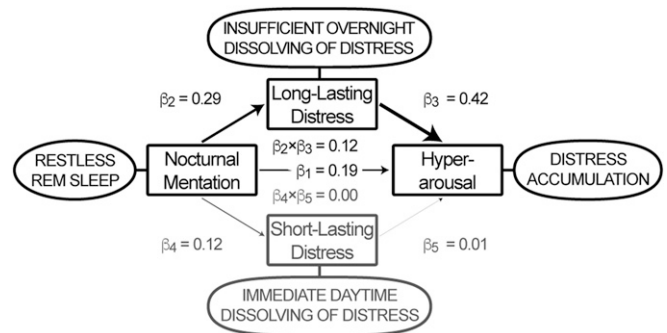 INSUFFICIENT OVERNIGHT
DISSOLVING OF DISTRESS
Long-Lasting
Distress
β2 = 0.29
β3 = 0.42
RESTLESS
REM SLEEP
Nocturnal
Mentation
β2×β3 = 0.12
β1 = 0.19
β4×β5 = 0.00
Hyper-
arousal
DISTRESS
ACCUMULATION
Short-Lasting
Distress
β4 = 0.12
β5 = 0.01
IMMEDIATE DAYTIME
DISSOLVING OF DISTRESS